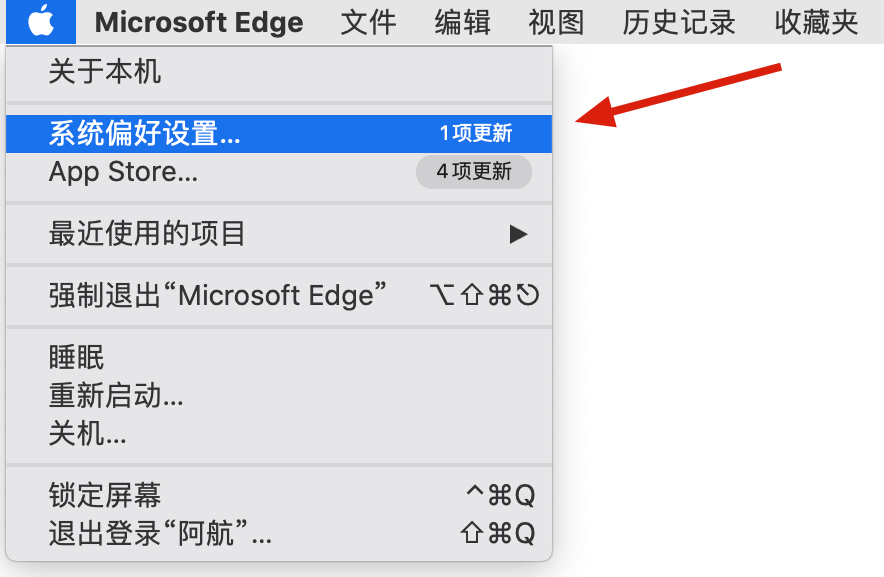 Microsoft Edge 文件 编辑 视图 历史记录 收藏夹
关于本机
系统偏好设置... 1项更新
App Store... 4项更新
最近使用的项目 ▶
强制退出“Microsoft Edge” ⌥⇧⌘⎋
睡眠
重新启动...
关机...
锁定屏幕 ^⌘Q
退出登录“阿航”... ⇧⌘Q